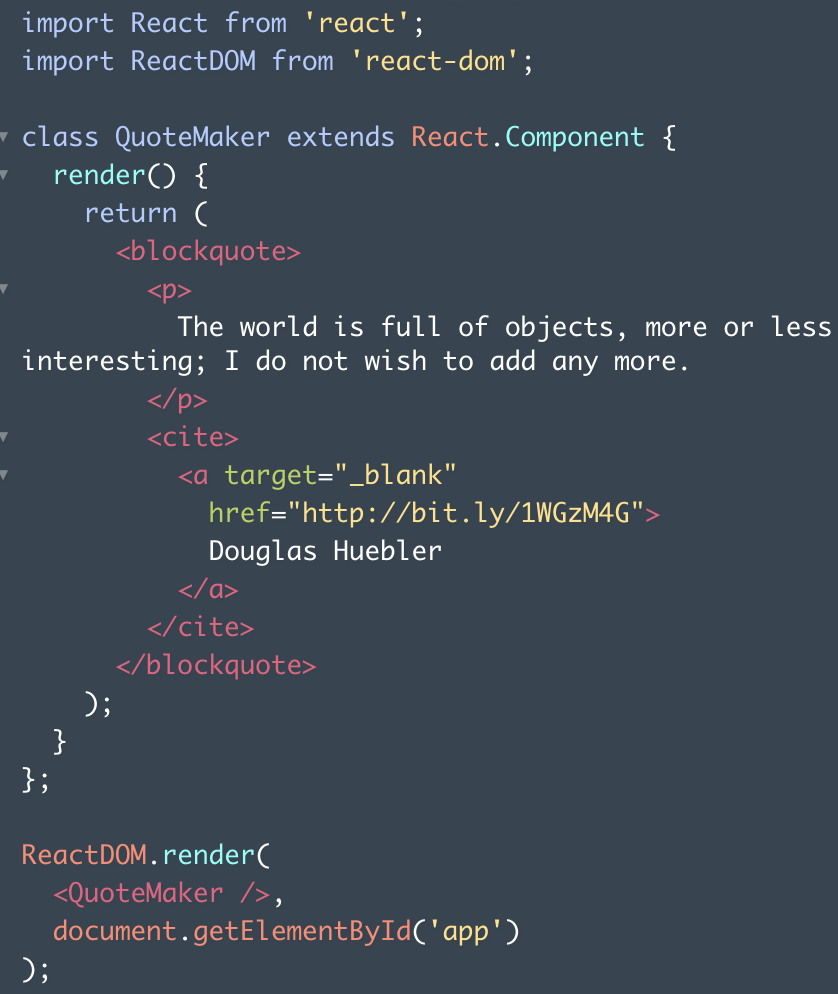 import React from 'react';
import ReactDOM from 'react-dom';

class QuoteMaker extends React.Component {
  render() {
    return (
      <blockquote>
        <p>
          The world is full of objects, more or less
interesting; I do not wish to add any more.
        </p>
        <cite>
          <a target="_blank"
            href="http://bit.ly/1WGzM4G">
            Douglas Huebler
          </a>
        </cite>
      </blockquote>
    );
  }
};

ReactDOM.render(
  <QuoteMaker />,
  document.getElementById('app')
);